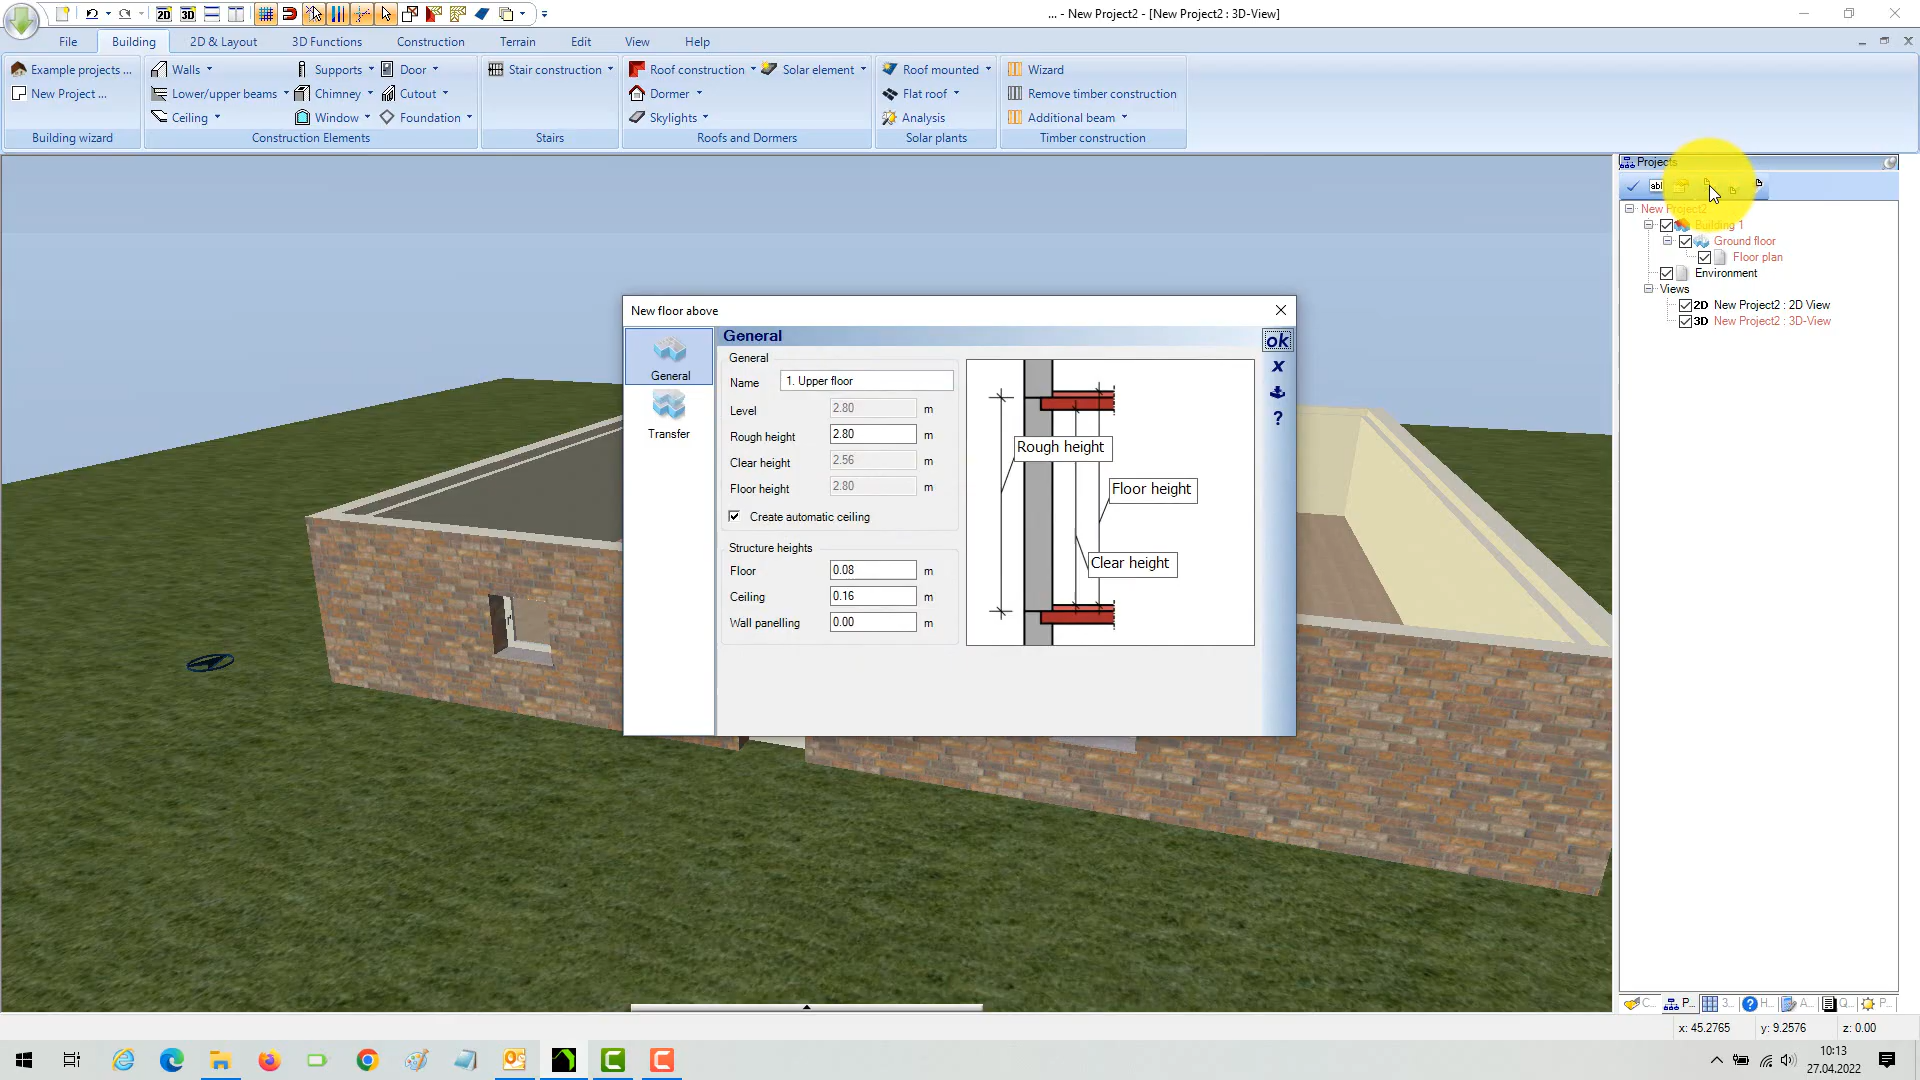 2D 3D
... - New Project2 - [New Project2 : 3D-View]
File Building 2D & Layout 3D Functions Construction Terrain Edit View Help
Example projects ... Walls Supports Door Stair construction Roof construction Solar element Roof mounted Wizard
New Project ... Lower/upper beams Chimney Cutout Dormer Flat roof Remove timber construction
Ceiling Window Foundation Skylights Analysis Additional beam
Building wizard Construction Elements Stairs Roofs and Dormers Solar plants Timber construction
Projects
abl
New Project2
Building 1
Ground floor
Floor plan
Environment
Views
2D New Project2 : 2D View
3D New Project2 : 3D-View
New floor above
General
ok
General
General
Name 1. Upper floor
x
Level 2.80 m
?
Transfer
Rough height 2.80 m
Clear height 2.56 m
Floor height 2.80 m
Create automatic ceiling
Structure heights
Floor 0.08 m
Ceiling 0.16 m
Wall panelling 0.00 m
Rough height
Floor height
Clear height
C... P... 3... H... A... Q... P...
x: 45.2765 y: 9.2576 z: 0.00
10:13
27.04.2022